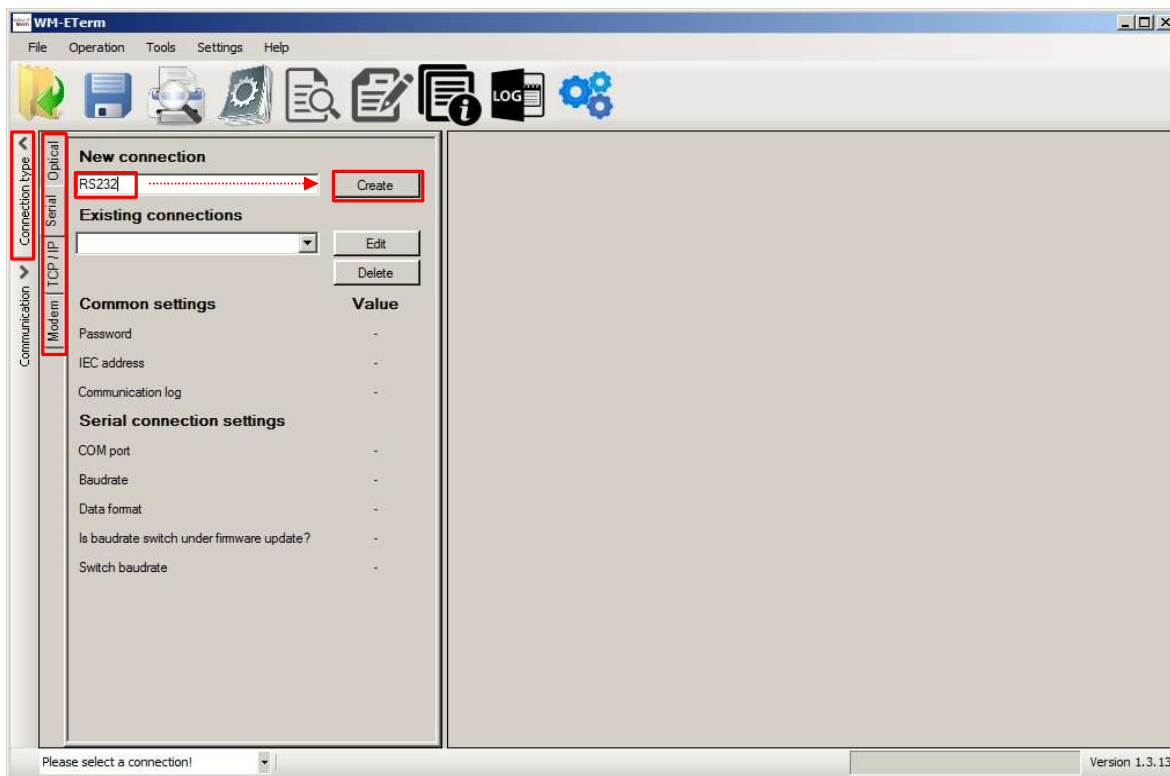 WM-ETerm
File Operation Tools Settings Help
LOG
Connection type
Communication
Optical
Serial
TCP / IP
Modem
New connection
RS232 Create
Existing connections
Edit
Delete
Common settings Value
Password -
IEC address -
Communication log -
Serial connection settings
COM port -
Baudrate -
Data format -
Is baudrate switch under firmware update? -
Switch baudrate -
Please select a connection! Version 1.3.13